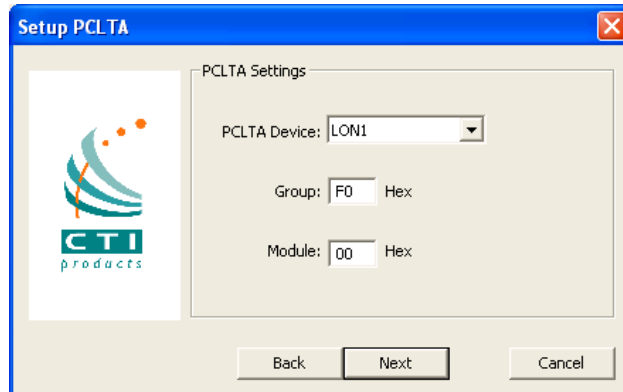 Setup PCLTA
PCLTA Settings
PCLTA Device: LON1
Group: F0 Hex
Module: 00 Hex
CTI
products
Back Next Cancel